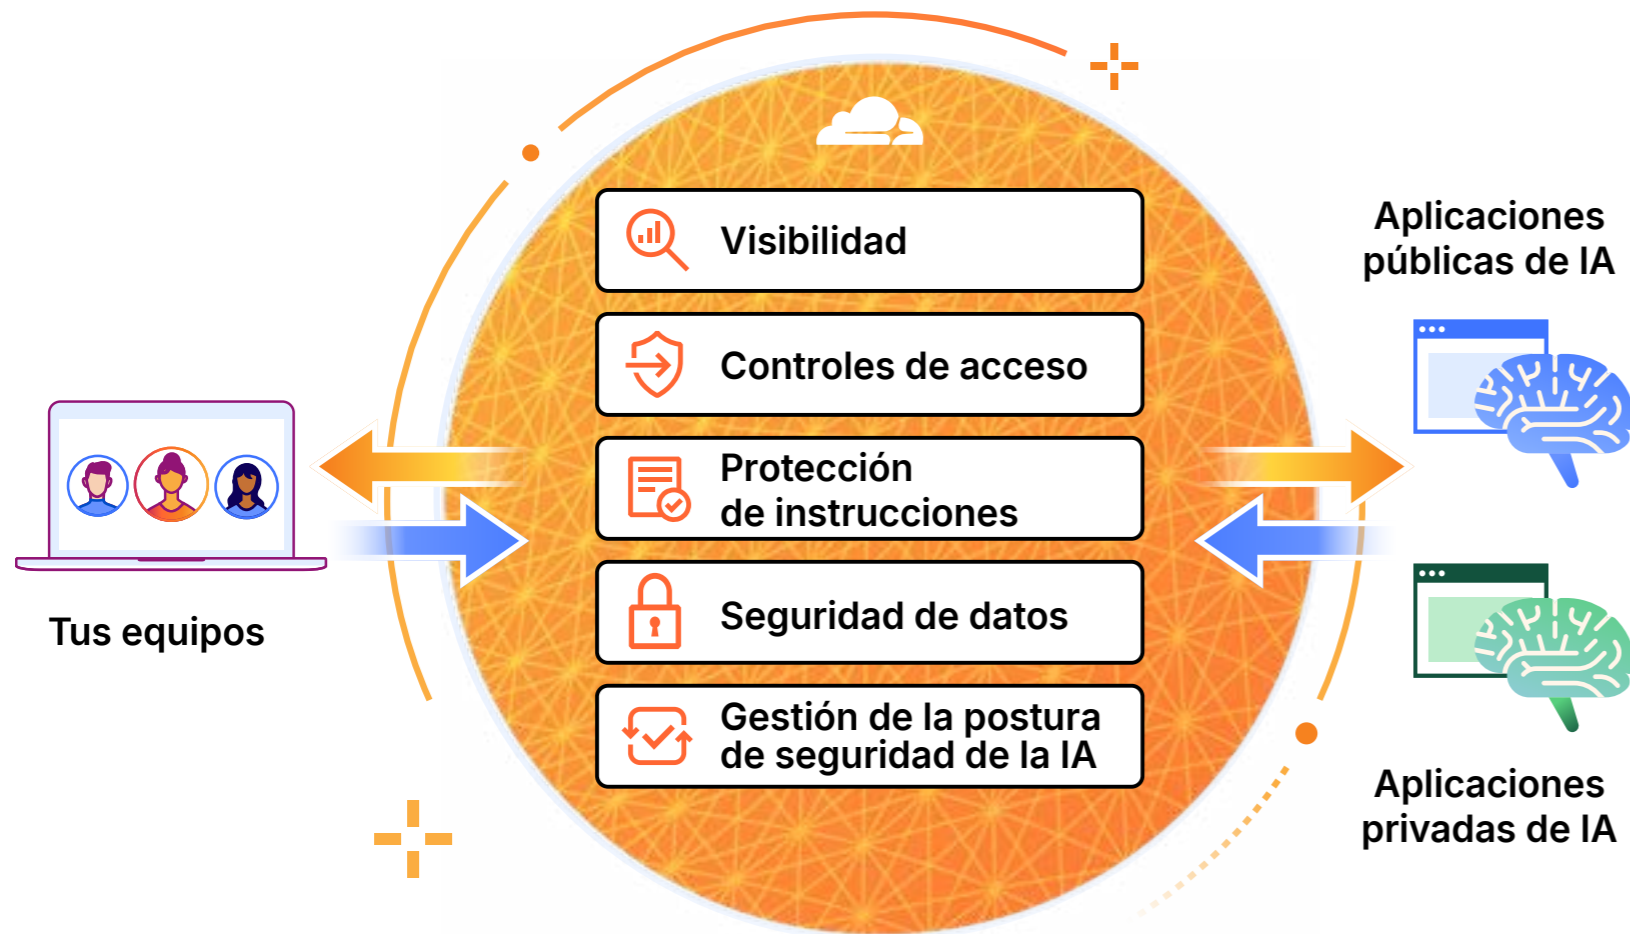 Visibilidad
Controles de acceso
Protección
de instrucciones
Seguridad de datos
Gestión de la postura
de seguridad de la IA
Tus equipos
Aplicaciones
públicas de IA
Aplicaciones
privadas de IA